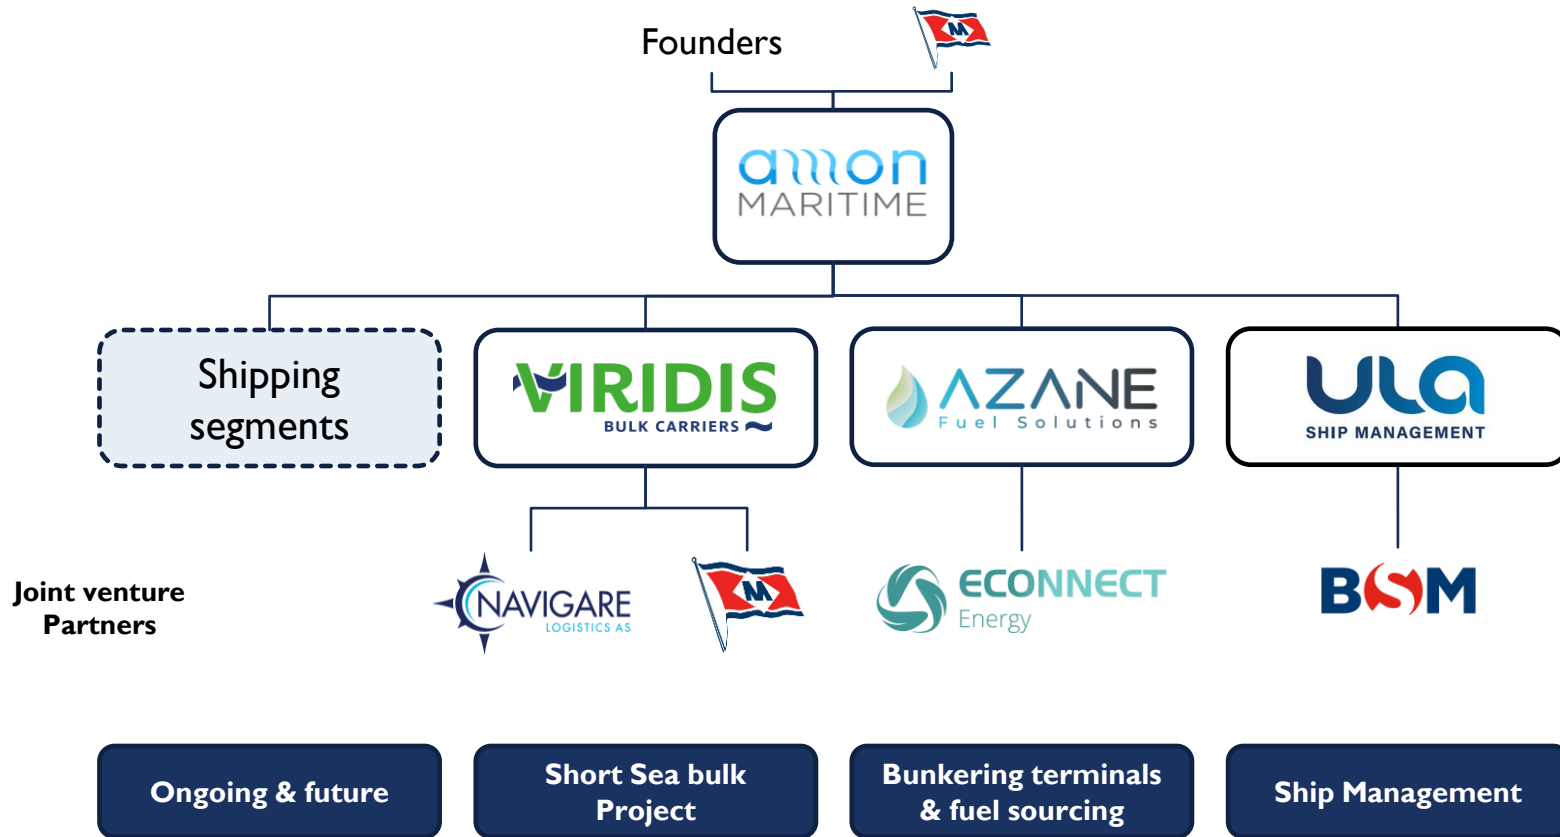 Founders
M
amon
MARITIME
Shipping
segments
VIRIDIS
BULK CARRIERS
AZANE
Fuel Solutions
ULA
SHIP MANAGEMENT
Joint venture
Partners
NAVIGARE
LOGISTICS AS
M
ECONNECT
Energy
BSM
Ongoing & future
Short Sea bulk
Project
Bunkering terminals
& fuel sourcing
Ship Management